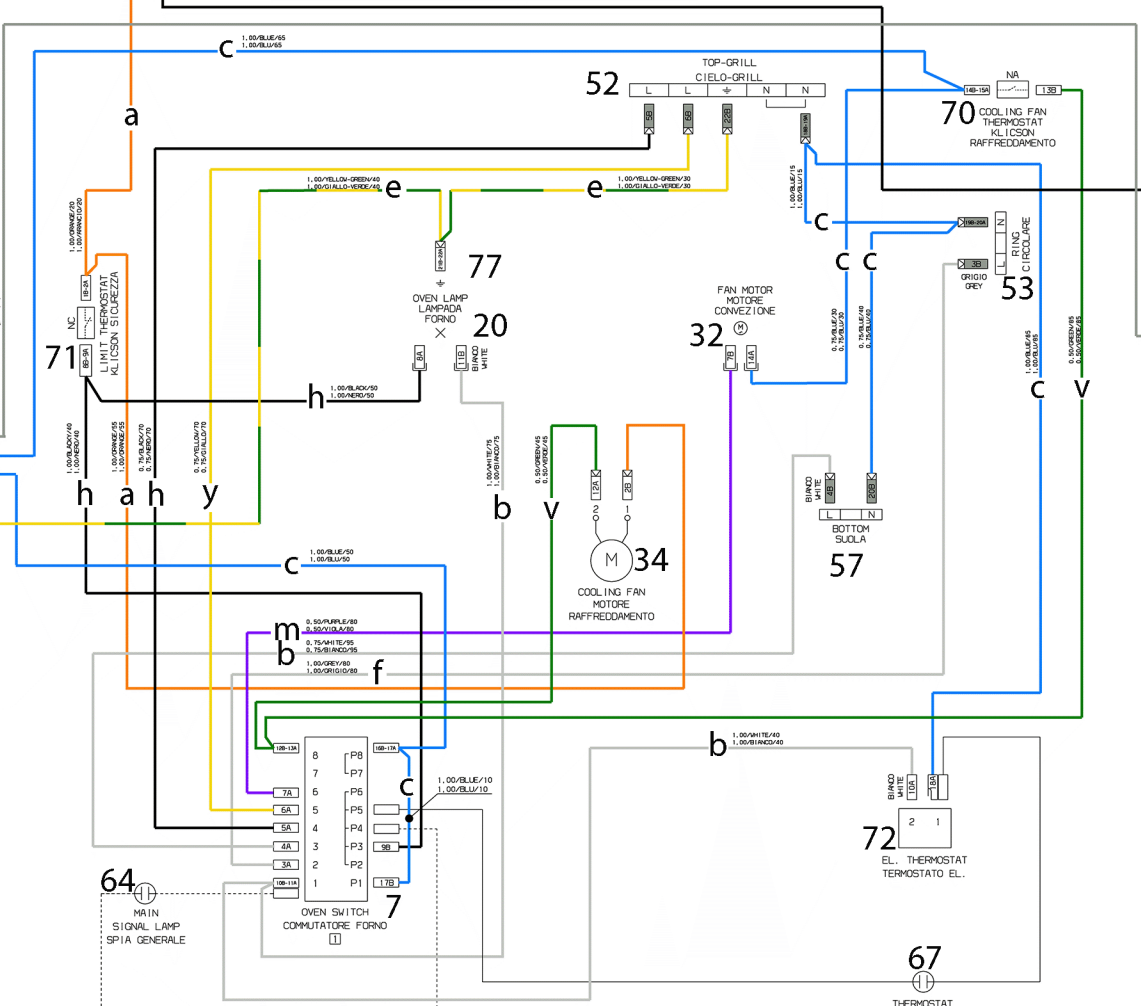 c
1,00/BLUE/65
1,00/BLU/65
a
TOP-GRILL
CIELO-GRILL
52
L
L
N
N
5B
6B
22B
18B-19A
NA
14B-15A
13B
70
COOLING FAN
THERMOSTAT
KLICSON
RAFFREDDAMENTO
1,00/YELLOW-GREEN/40
1,00/GIALLO-VERDE/40
e
1,00/YELLOW-GREEN/30
1,00/GIALLO-VERDE/30
e
1,00/BLUE/15
1,00/BLU/15
c
19B-20A
N
L
RING
CIRCOLARE
3B
GRIGIO
GREY
53
1,00/ORANGE/20
1,00/ARANCIO/20
1B-2A
NC
LIMIT THERMOSTAT
KLICSON SICUREZZA
71
8B-9A
21B-22A
77
OVEN LAMP
LAMPADA
FORNO
20
8A
11B
BIANCO
WHITE
FAN MOTOR
MOTORE
CONVEZIONE
M
32
7B
14A
c
c
0,75/BLUE/30
0,75/BLU/30
0,75/BLUE/40
0,75/BLU/40
1,00/BLUE/85
1,00/BLU/85
c
0,50/GREEN/85
0,50/VERDE/85
v
h
1,00/BLACK/50
1,00/NERO/50
1,00/BLACKY/40
1,00/NERO/40
h
1,00/ORANGE/55
1,00/ORANGE/55
a
0,75/BLACK/70
0,75/NERO/70
h
0,75/YELLOW/70
0,75/GIALLO/70
y
1,00/WHITE/75
1,00/BIANCO/75
b
0,50/GREEN/45
0,50/VERDE/45
v
12A
2B
2
1
M
34
COOLING FAN
MOTORE
RAFFREDDAMENTO
BIANCO
WHITE
4B
20B
L
N
BOTTOM
SUOLA
57
c
1,00/BLUE/50
1,00/BLU/50
m
0,50/PURPLE/80
0,50/VIOLA/80
b
0,75/WHITE/95
0,75/BIANCO/95
1,00/GREY/80
1,00/GRIGIO/80
f
12B-13A
8
P8
16B-17A
7
P7
7A
6
P6
6A
5
P5
5A
4
P4
4A
3
P3
9B
3A
2
P2
10B-11A
1
P1
17B
c
1,00/BLUE/10
1,00/BLU/10
7
OVEN SWITCH
COMMUTATORE FORNO
1
64
MAIN
SIGNAL LAMP
SPIA GENERALE
b
1,00/WHITE/40
1,00/BIANCO/40
BIANCO
WHITE
10A
18A
2
1
72
EL. THERMOSTAT
TERMOSTATO EL.
67
THERMOSTAT